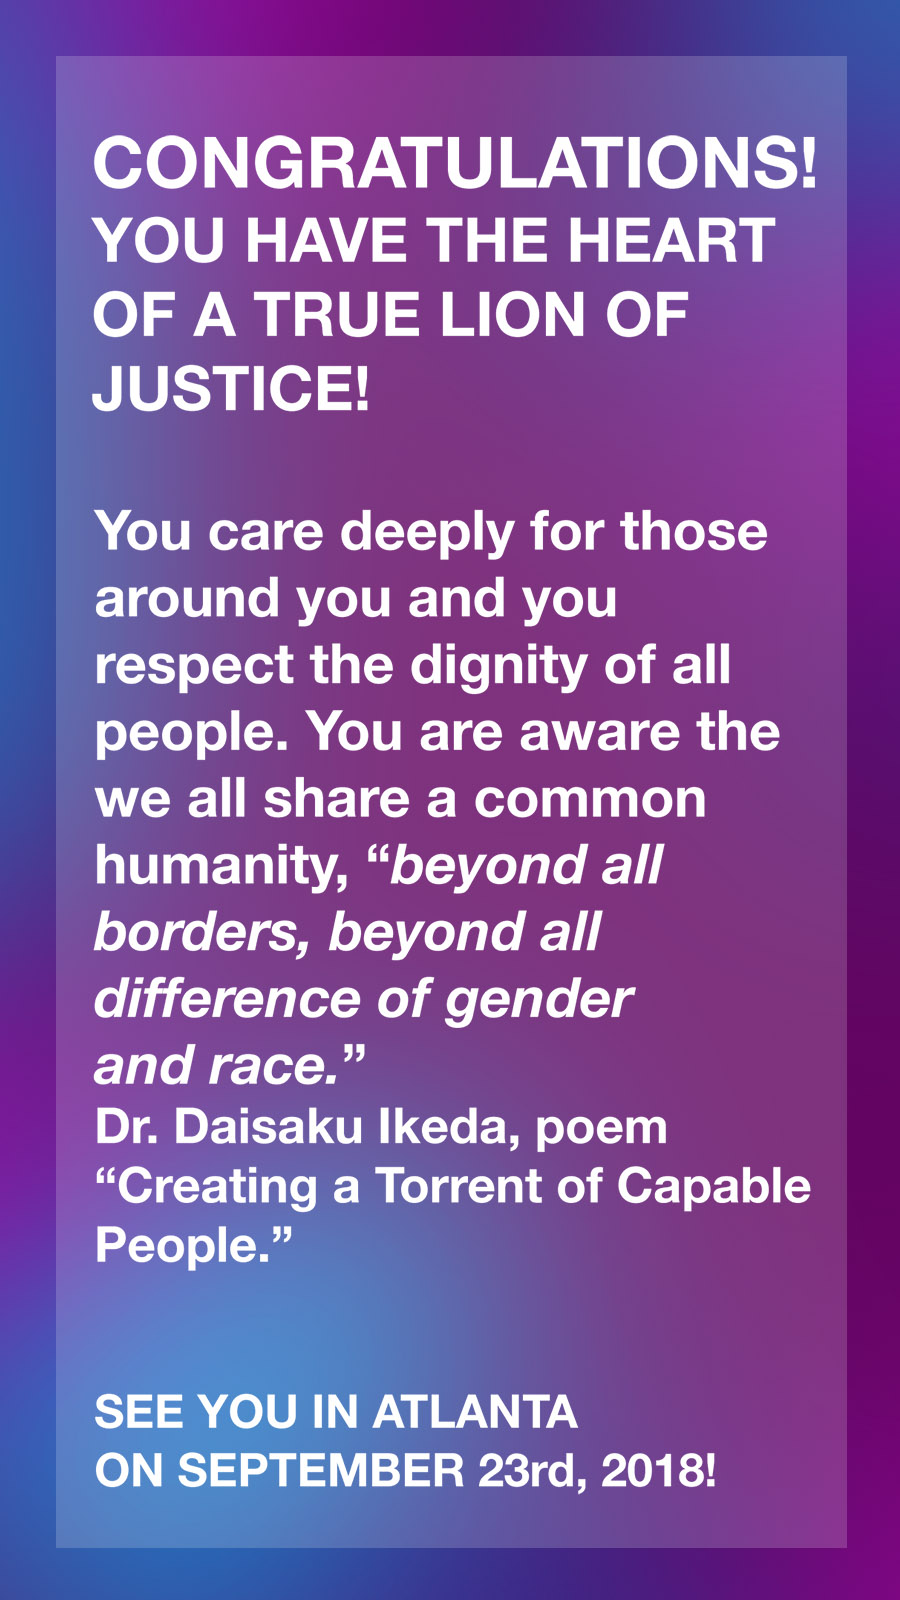 CONGRATULATIONS!
YOU HAVE THE HEART
OF A TRUE LION OF
JUSTICE!
You care deeply for those
around you and you
respect the dignity of all
people. You are aware the
we all share a common
humanity, “beyond all
borders, beyond all
difference of gender
and race.”
Dr. Daisaku Ikeda, poem
“Creating a Torrent of Capable
People.”
SEE YOU IN ATLANTA
ON SEPTEMBER 23rd, 2018!